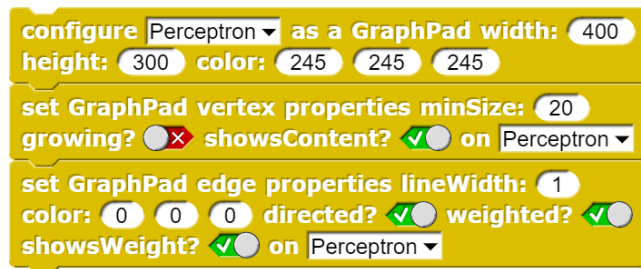 configure Perceptron as a GraphPad width: 400
height: 300 color: 245 245 245
set GraphPad vertex properties minSize: 20
growing? showsContent? on Perceptron
set GraphPad edge properties lineWidth: 1
color: 0 0 0 directed? weighted?
showsWeight? on Perceptron